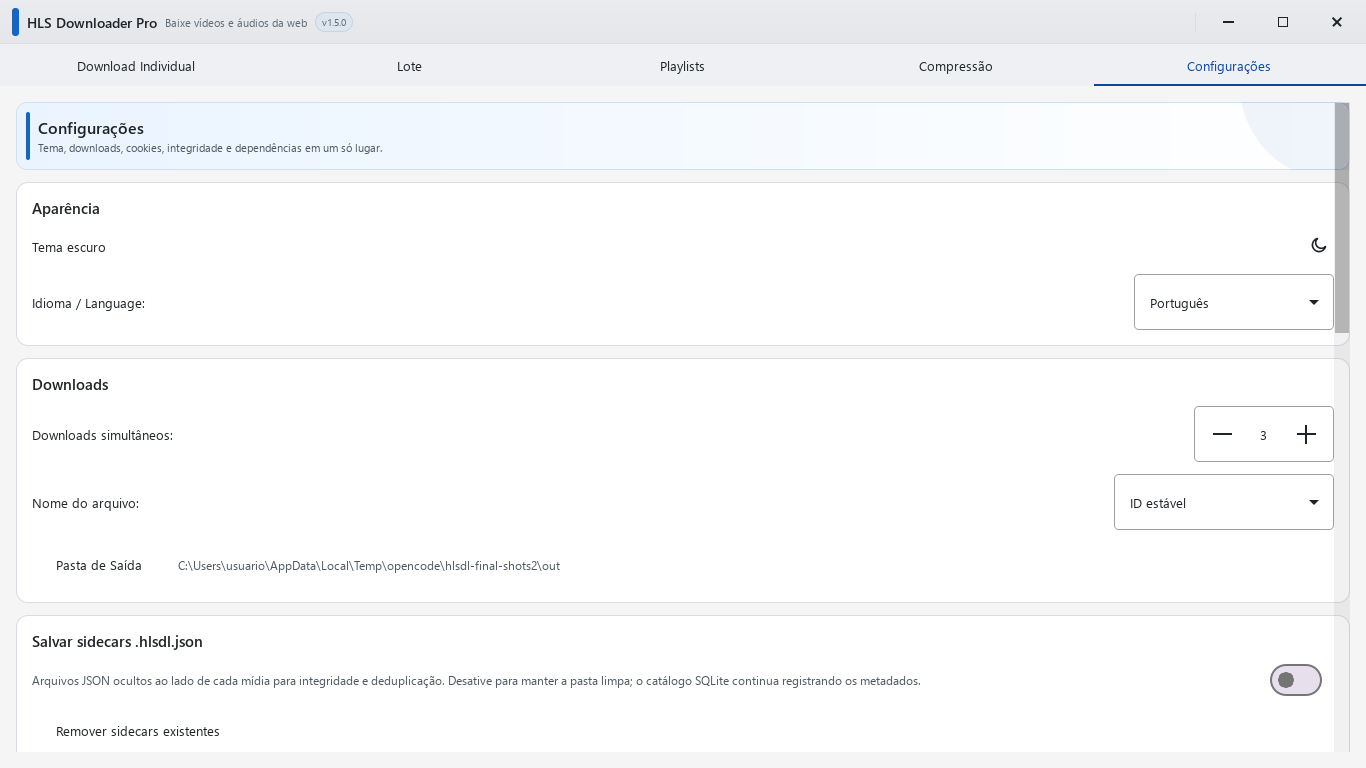 HLS Downloader Pro Baixe vídeos e áudios da web v1.5.0
Download Individual Lote Playlists Compressão Configurações
Configurações
Tema, downloads, cookies, integridade e dependências em um só lugar.
Aparência
Tema escuro
Idioma / Language: Português
Downloads
Downloads simultâneos: 3
Nome do arquivo: ID estável
Pasta de Saída C:\Users\usuario\AppData\Local\Temp\opencode\hlsdl-final-shots2\out
Salvar sidecars .hlsdl.json
Arquivos JSON ocultos ao lado de cada mídia para integridade e deduplicação. Desative para manter a pasta limpa; o catálogo SQLite continua registrando os metadados.
Remover sidecars existentes